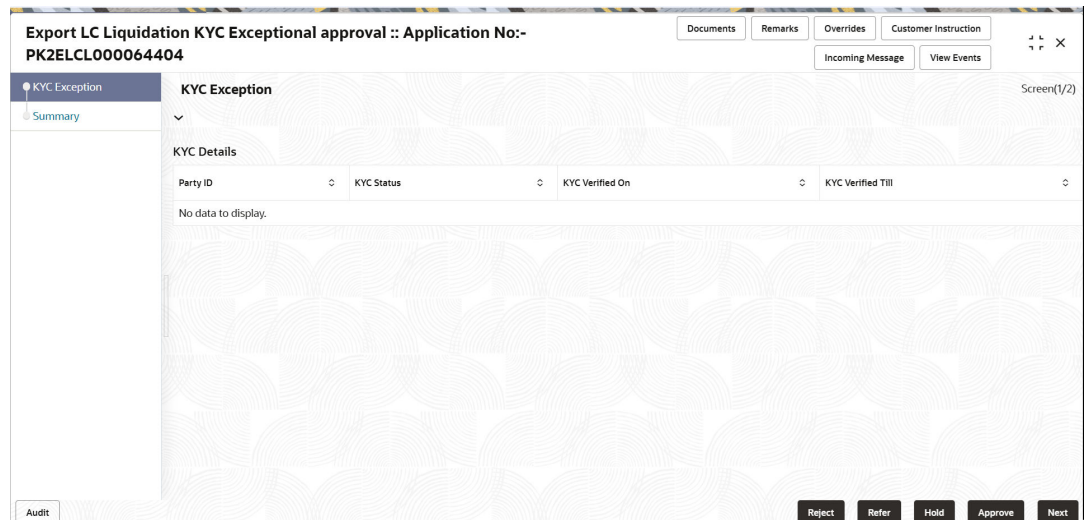 Export LC Liquidation KYC Exceptional approval :: Application No:-
PK2ELCL000064404
Documents Remarks Overrides Customer Instruction
Incoming Message View Events
KYC Exception
Summary
KYC Exception Screen(1/2)
KYC Details
Party ID KYC Status KYC Verified On KYC Verified Till
No data to display.
Audit Reject Refer Hold Approve Next